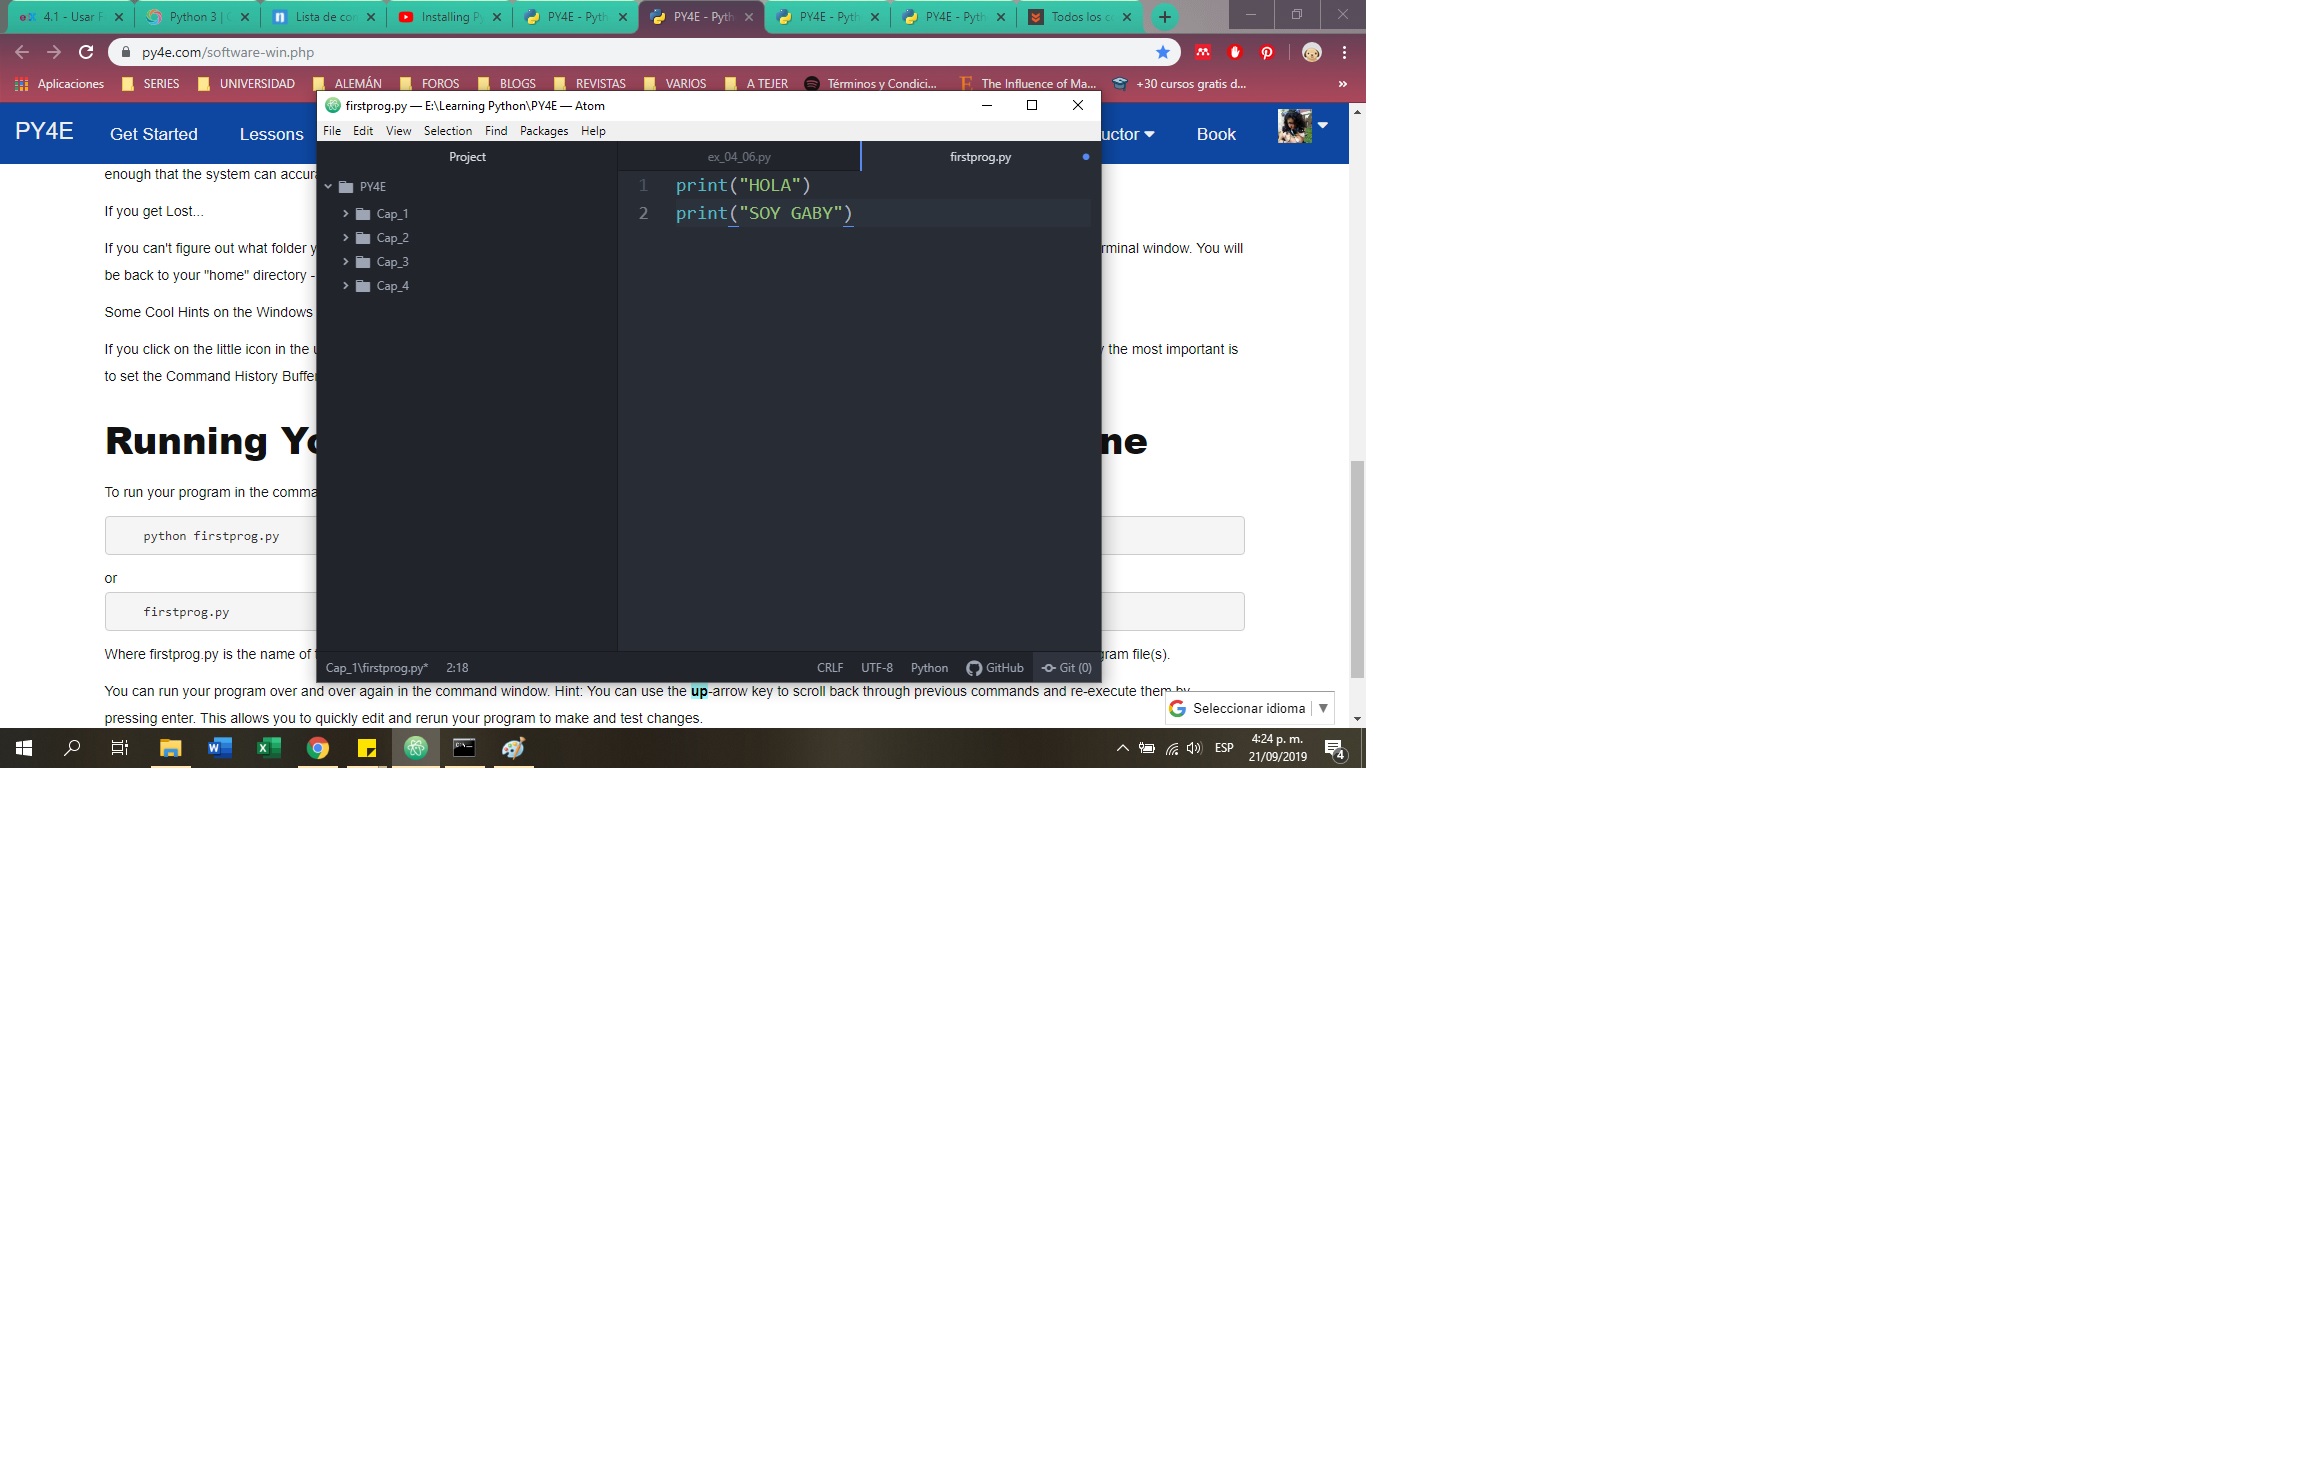 4.1 - Usar Python 3 | Lista de con Installing Py PY4E - Pyth PY4E - Pyth PY4E - Pyth PY4E - Pyth Todos los
py4e.com/software-win.php
Aplicaciones SERIES UNIVERSIDAD ALEMÁN FOROS BLOGS REVISTAS VARIOS A TEJER Términos y Condici... The Influence of Ma... +30 cursos gratis d... »
firstprog.py — E:\Learning Python\PY4E — Atom
File Edit View Selection Find Packages Help
PY4E Get Started Lessons uctor Book
Project ex_04_06.py firstprog.py
PY4E
Cap_1
Cap_2
Cap_3
Cap_4
1 print("HOLA")
2 print("SOY GABY")
Cap_1\firstprog.py* 2:18 CRLF UTF-8 Python GitHub Git (0)
enough that the system can accura
If you get Lost...
If you can't figure out what folder y rminal window. You will
be back to your "home" directory -
Some Cool Hints on the Windows
If you click on the little icon in the the most important is
to set the Command History Buffer
Running Yo ne
To run your program in the comma
python firstprog.py
or
firstprog.py
Where firstprog.py is the name of gram file(s).
You can run your program over and over again in the command window. Hint: You can use the up-arrow key to scroll back through previous commands and re-execute them by
pressing enter. This allows you to quickly edit and rerun your program to make and test changes.
Seleccionar idioma
ESP 4:24 p. m.
21/09/2019 4